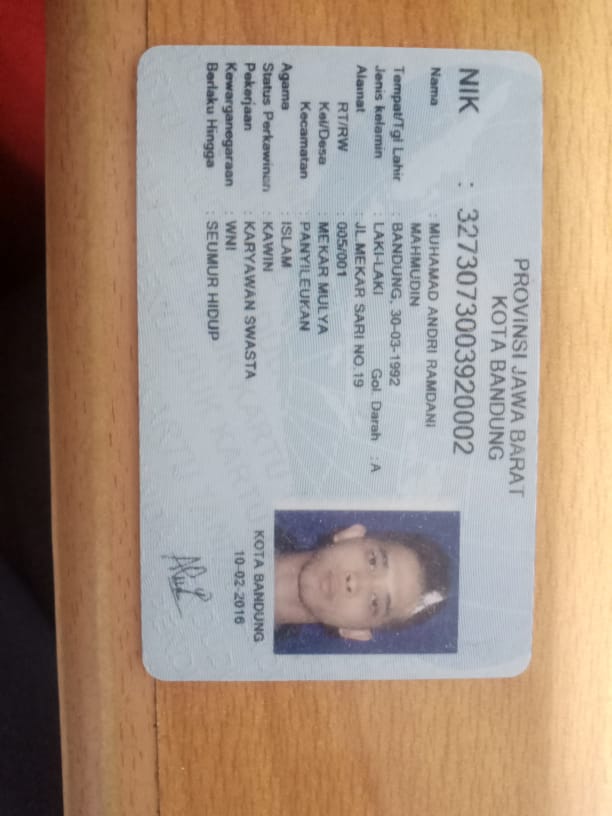 PROVINSI JAWA BARAT
KOTA BANDUNG
NIK : 3273073003920002
Nama : MUHAMAD ANDRI RAMDANI
MAHMUDIN
Tempat/Tgl Lahir : BANDUNG, 30-03-1992
Jenis kelamin : LAKI-LAKI Gol. Darah : A
Alamat : JL.MEKAR SARI NO.19
RT/RW : 005/001
Kel/Desa : MEKAR MULYA
Kecamatan : PANYILEUKAN
Agama : ISLAM
Status Perkawinan : KAWIN
Pekerjaan : KARYAWAN SWASTA
Kewarganegaraan : WNI
Berlaku Hingga : SEUMUR HIDUP
KOTA BANDUNG
10-02-2016